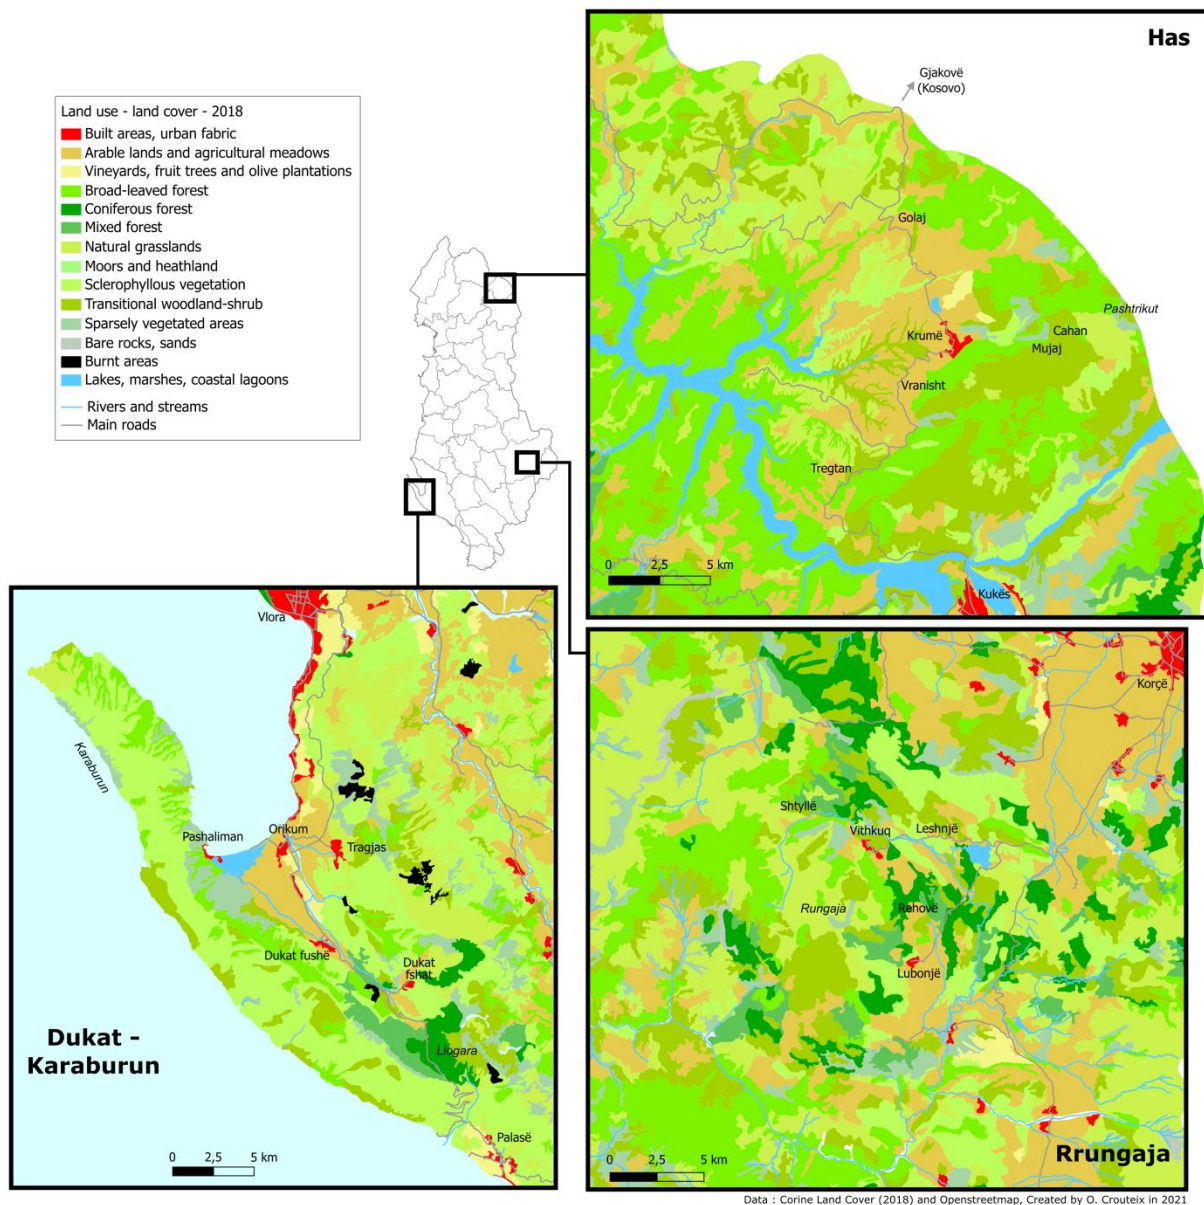 Has
Gjakovë
(Kosovo)
Golaj
Pashtrikut
Krumë
Cahan
Mujaj
Vranisht
Tregtan
0 2,5 5 km
Kukës
Land use - land cover - 2018
Built areas, urban fabric
Arable lands and agricultural meadows
Vineyards, fruit trees and olive plantations
Broad-leaved forest
Coniferous forest
Mixed forest
Natural grasslands
Moors and heathland
Sclerophyllous vegetation
Transitional woodland-shrub
Sparsely vegetated areas
Bare rocks, sands
Burnt areas
Lakes, marshes, coastal lagoons
Rivers and streams
Main roads
Vlora
Karaburun
Pashaliman
Orikum
Tragjas
Dukat fushë
Dukat
fshat
Llogara
Dukat -
Karaburun
Palasë
0 2,5 5 km
Korçë
Shtyllë
Vithkuq
Leshnjë
Rungaja
Rehovë
Lubonjë
Rrungaja
0 2,5 5 km
Data : Corine Land Cover (2018) and Openstreetmap, Created by O. Crouteix in 2021